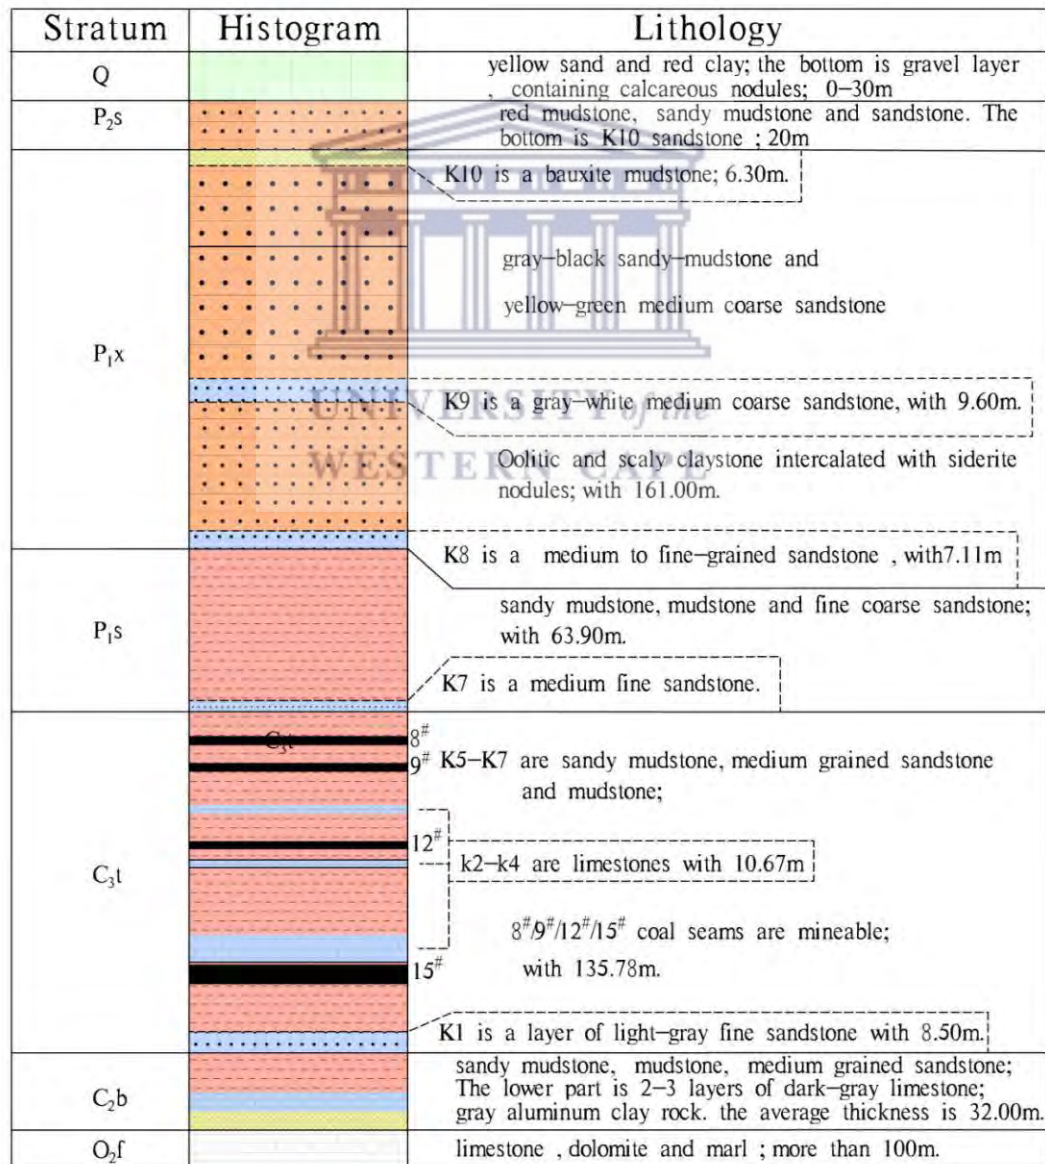 Stratum Histogram Lithology
Q
yellow sand and red clay; the bottom is gravel layer
, containing calcareous nodules; 0-30m
P₂s
red mudstone, sandy mudstone and sandstone. The
bottom is K10 sandstone ; 20m
K10 is a bauxite mudstone; 6.30m.
gray-black sandy-mudstone and
yellow-green medium coarse sandstone
P₁x
K9 is a gray-white medium coarse sandstone, with 9.60m.
UNIVERSITY of the
WESTERN CAPE
Oolitic and scaly claystone intercalated with siderite
nodules; with 161.00m.
K8 is a medium to fine-grained sandstone , with7.11m
P₁s
sandy mudstone, mudstone and fine coarse sandstone;
with 63.90m.
K7 is a medium fine sandstone.
C₃t
8#
9#
K5-K7 are sandy mudstone, medium grained sandstone
and mudstone;
12#
k2-k4 are limestones with 10.67m
C₃t
8#/9#/12#/15# coal seams are mineable;
with 135.78m.
15#
K1 is a layer of light-gray fine sandstone with 8.50m.
C₂b
sandy mudstone, mudstone, medium grained sandstone;
The lower part is 2-3 layers of dark-gray limestone;
gray aluminum clay rock. the average thickness is 32.00m.
O₂f
limestone , dolomite and marl ; more than 100m.